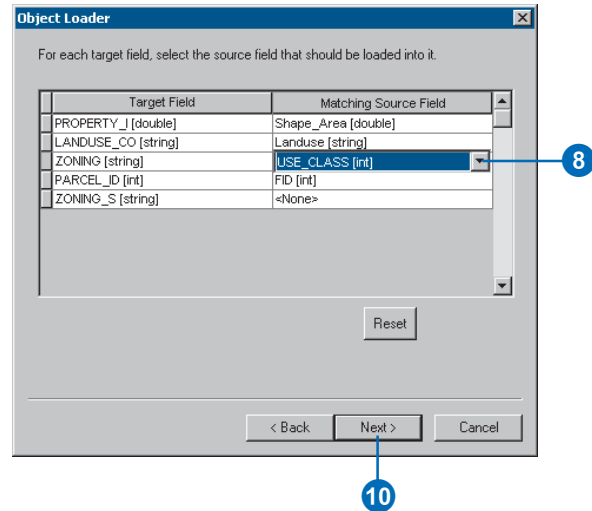 Object Loader
For each target field, select the source field that should be loaded into it.
Target Field Matching Source Field
PROPERTY_I [double] Shape_Area [double]
LANDUSE_CO [string] Landuse [string]
ZONING [string] USE_CLASS [int]
8
PARCEL_ID [int] FID [int]
ZONING_S [string] <None>
Reset
< Back Next > Cancel
10